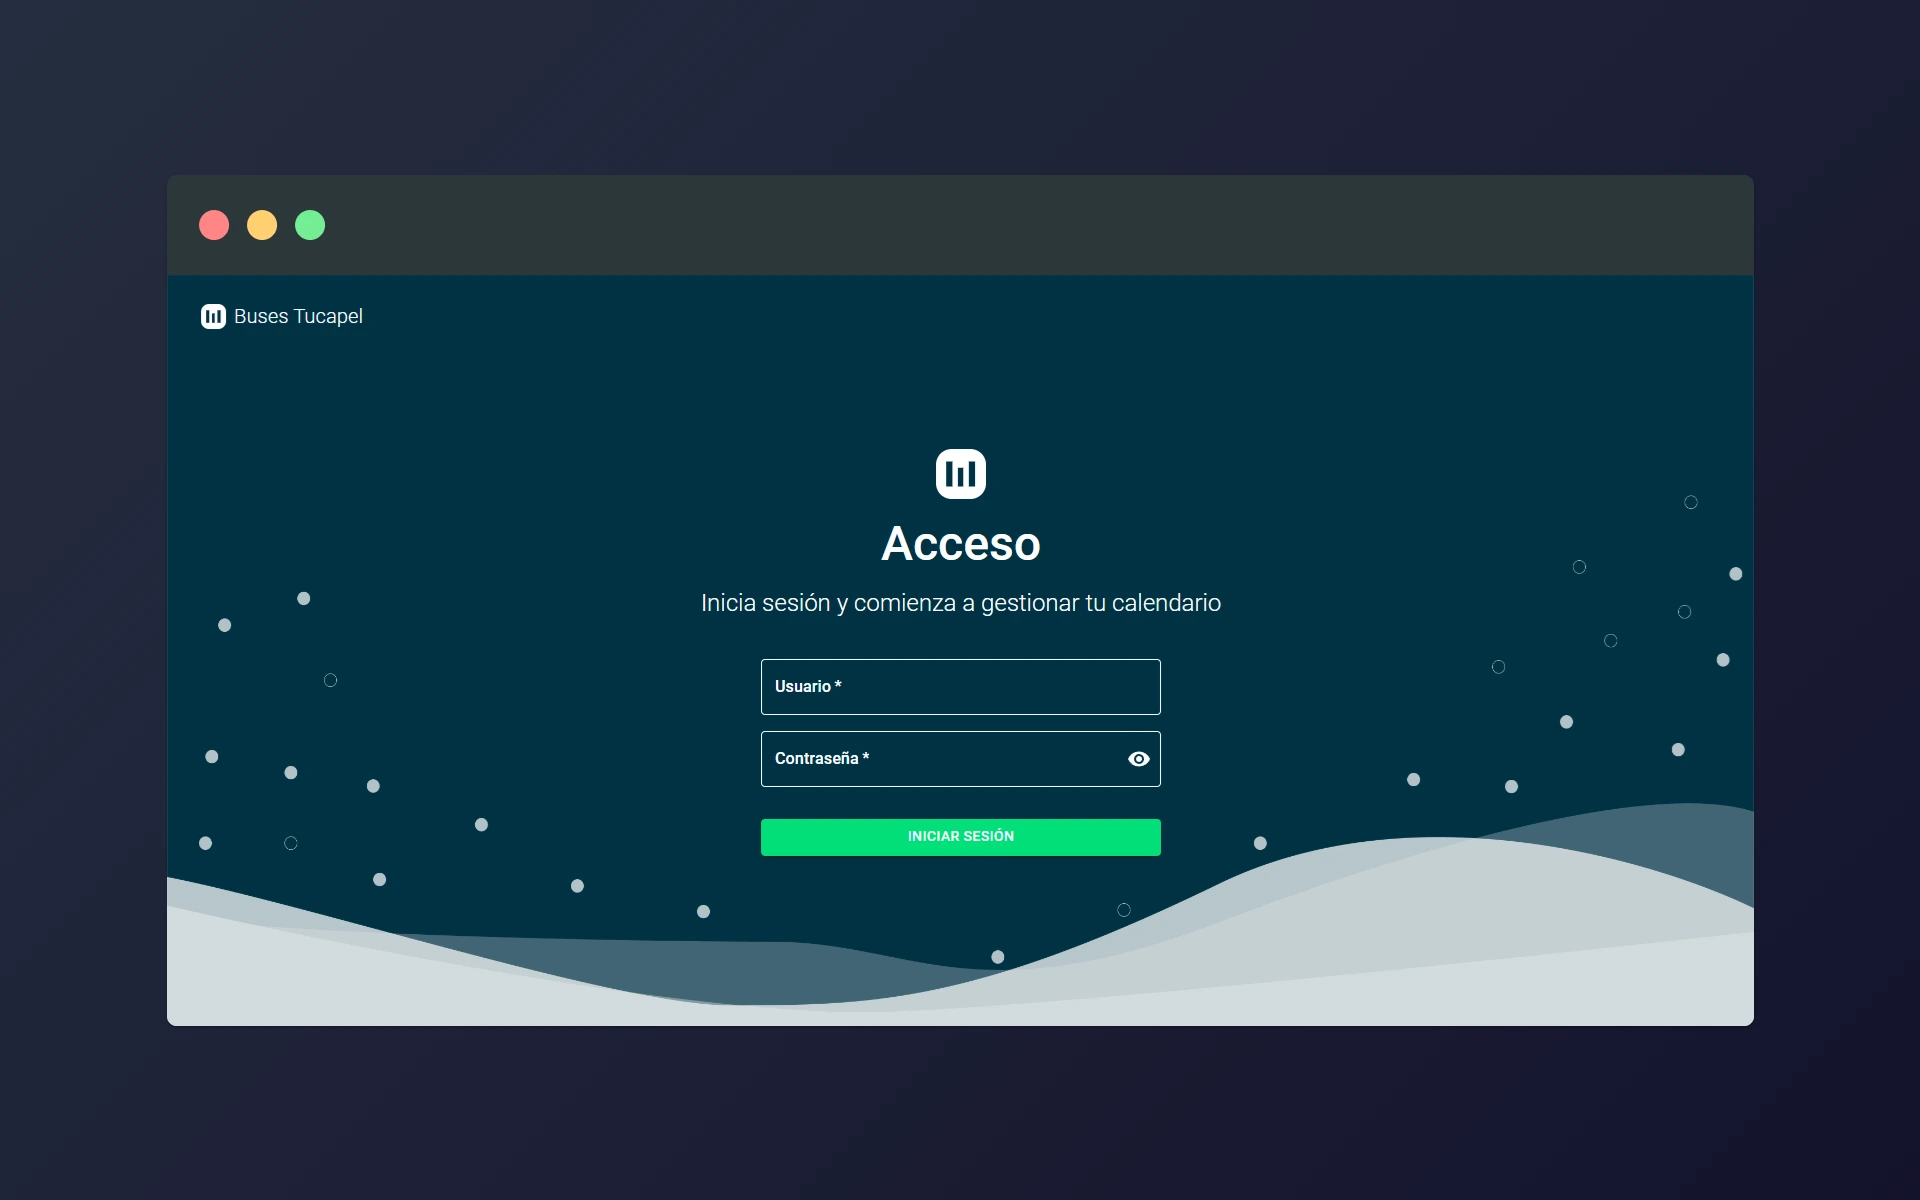 Buses Tucapel
Acceso
Inicia sesión y comienza a gestionar tu calendario
Usuario *
Contraseña *
INICIAR SESIÓN